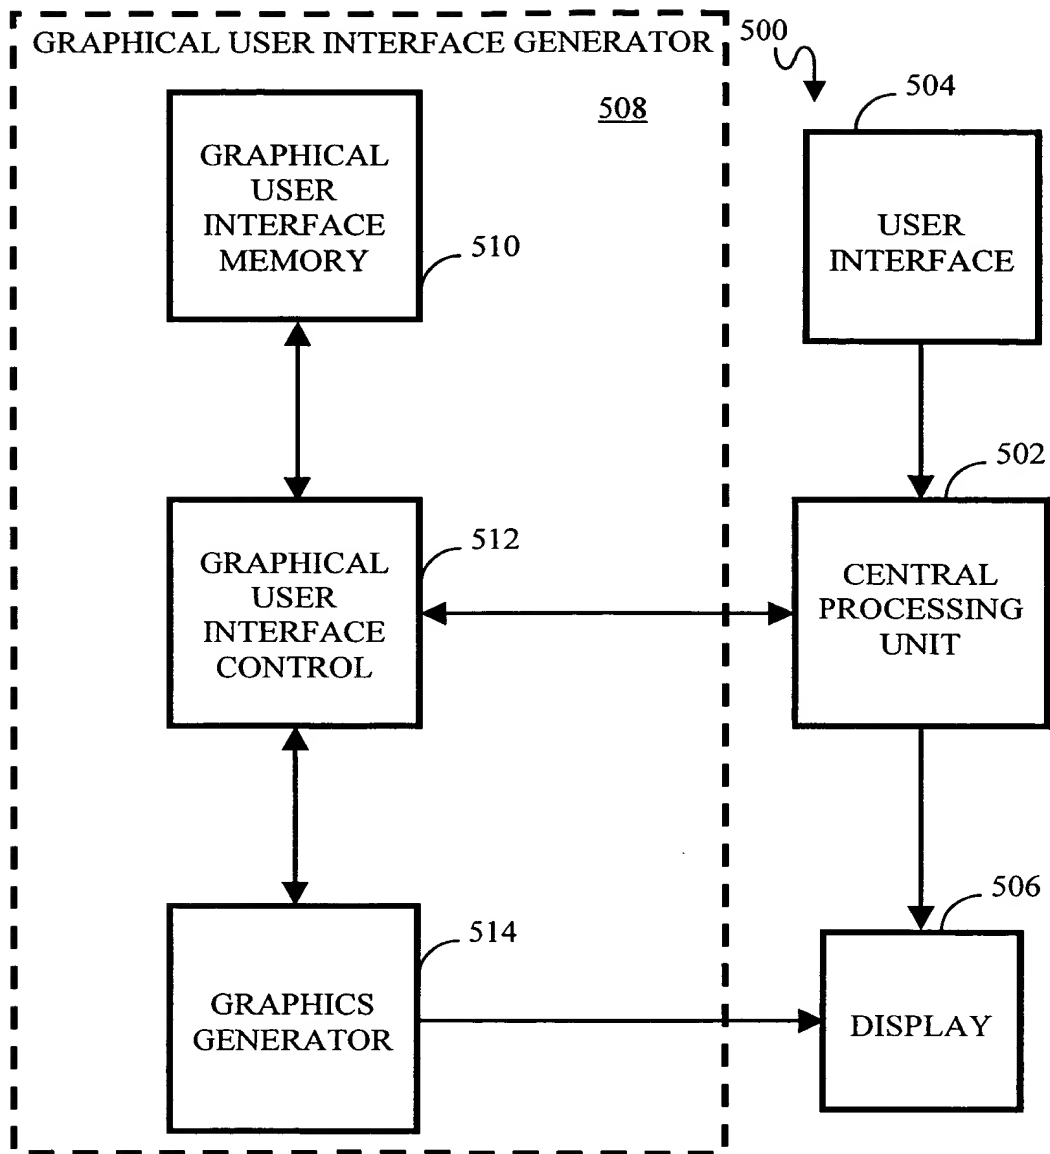 GRAPHICAL USER INTERFACE GENERATOR
500
508
504
GRAPHICAL
USER
INTERFACE
MEMORY
510
USER
INTERFACE
502
512
GRAPHICAL
USER
INTERFACE
CONTROL
CENTRAL
PROCESSING
UNIT
506
514
GRAPHICS
GENERATOR
DISPLAY